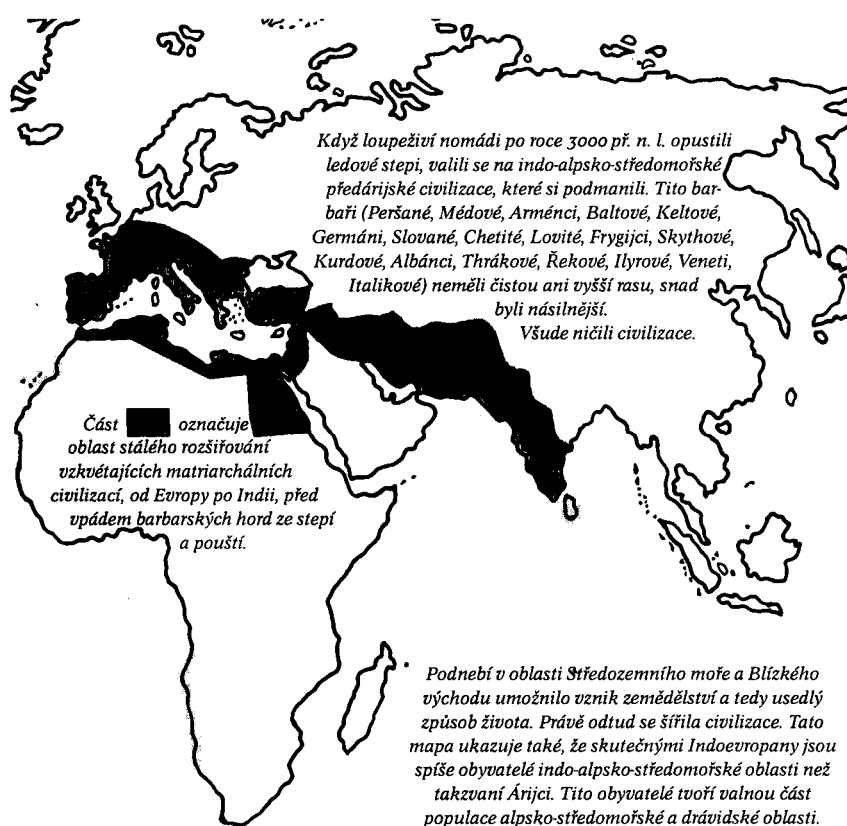 Když loupeživí nomádi po roce 3000 př. n. l. opustili
ledové stepi, valili se na indo-alpsko-středomořské
předárijské civilizace, které si podmanili. Tito bar-
baři (Peršané, Médové, Arménci, Baltové, Keltové,
Germáni, Slované, Chetité, Lovité, Frygijci, Skythové,
Kurdové, Albánci, Thrákové, Řekové, Ilyrové, Veneti,
Italikové) neměli čistou ani vyšší rasu, snad
byli násilnější.
Všude ničili civilizace.
Část označuje
oblast stálého rozšiřování
vzkvétajících matriarchálních
civilizací, od Evropy po Indii, před
vpádem barbarských hord ze stepí
a pouští.
Podnebí v oblasti Středozemního moře a Blízkého
východu umožnilo vznik zemědělství a tedy usedlý
způsob života. Právě odtud se šířila civilizace. Tato
mapa ukazuje také, že skutečnými Indoevropany jsou
spíše obyvatelé indo-alpsko-středomořské oblasti než
takzvaní Árijci. Tito obyvatelé tvoří valnou část
populace alpsko-středomořské a drávidské oblasti.